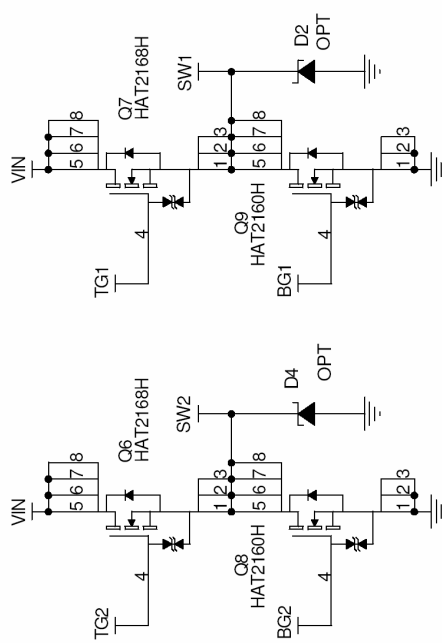 VIN
5 6 7 8
Q7
HAT2168H
TG1
4
1 2 3
SW1
5 6 7 8
Q9
HAT2160H
BG1
4
1 2 3
D2
OPT
VIN
5 6 7 8
Q6
HAT2168H
TG2
4
1 2 3
SW2
5 6 7 8
Q8
HAT2160H
BG2
4
1 2 3
D4
OPT